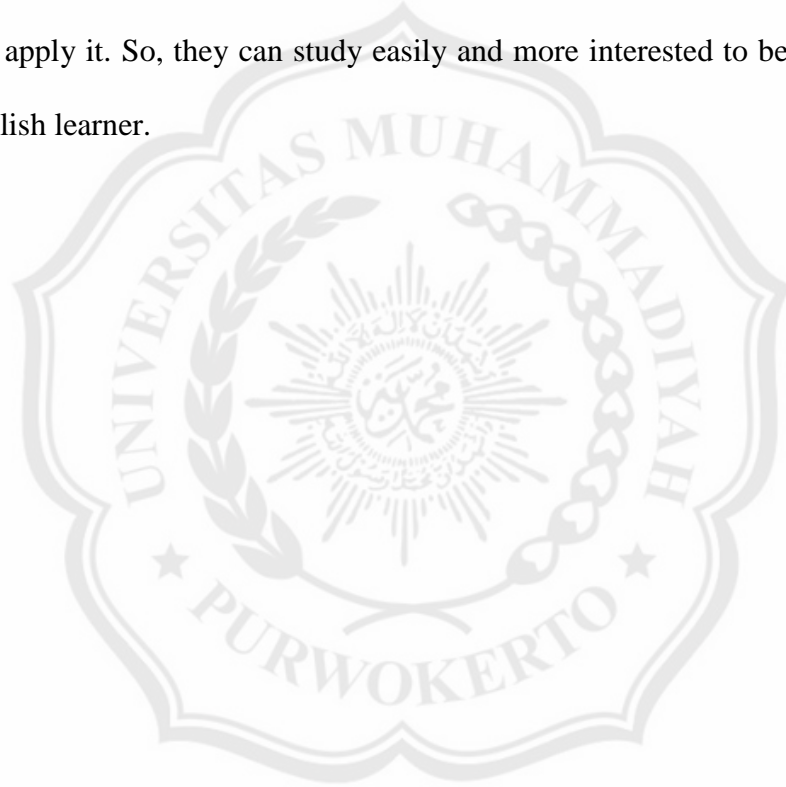 apply it. So, they can study easily and more interested to be
lish learner.
UNIVERSITAS MUHAMMADIYAH
PURWOKERTO